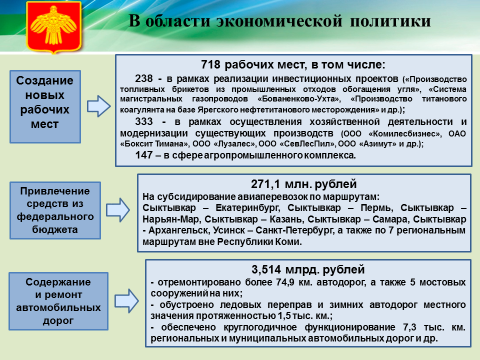 В области экономической политики
Создание
новых
рабочих
мест
718 рабочих мест, в том числе:
238 - в рамках реализации инвестиционных проектов («Производство
топливных брикетов из промышленных отходов обогащения угля», «Система
магистральных газопроводов «Бованенково-Ухта», «Производство титанового
коагулянта на базе Ярегского нефтетитанового месторождения» и др.);
333 - в рамках осуществления хозяйственной деятельности и
модернизации существующих производств (ООО «Комилесбизнес», ОАО
«Боксит Тимана», ООО «Лузалес», ООО «СевЛесПил», ООО «Азимут» и др.);
147 – в сфере агропромышленного комплекса.
Привлечение
средств из
федерального
бюджета
271,1 млн. рублей
На субсидирование авиаперевозок по маршрутам:
Сыктывкар – Екатеринбург, Сыктывкар – Пермь, Сыктывкар –
Нарьян-Мар, Сыктывкар – Казань, Сыктывкар – Самара, Сыктывкар
- Архангельск, Усинск – Санкт-Петербург, а также по 7 региональным
маршрутам вне Республики Коми.
Содержание
и ремонт
автомобильных
дорог
3,514 млрд. рублей
- отремонтировано более 74,9 км. автодорог, а также 5 мостовых
сооружений на них;
- обустроено ледовых переправ и зимних автодорог местного
значения протяженностью 1,5 тыс. км.;
- обеспечено круглогодичное функционирование 7,3 тыс. км.
региональных и муниципальных автомобильных дорог и др.